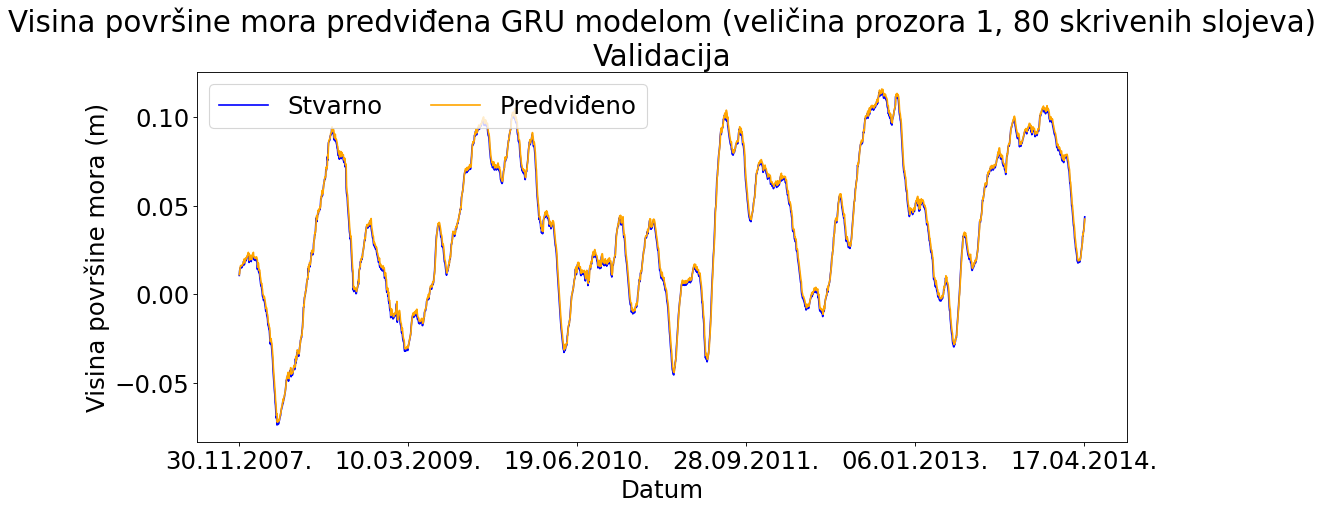 Visina površine mora predviđena GRU modelom (veličina prozora 1, 80 skrivenih slojeva)
Validacija
Stvarno
Predviđeno
Visina površine mora (m)
0.10
0.05
0.00
−0.05
30.11.2007.
10.03.2009.
19.06.2010.
28.09.2011.
06.01.2013.
17.04.2014.
Datum